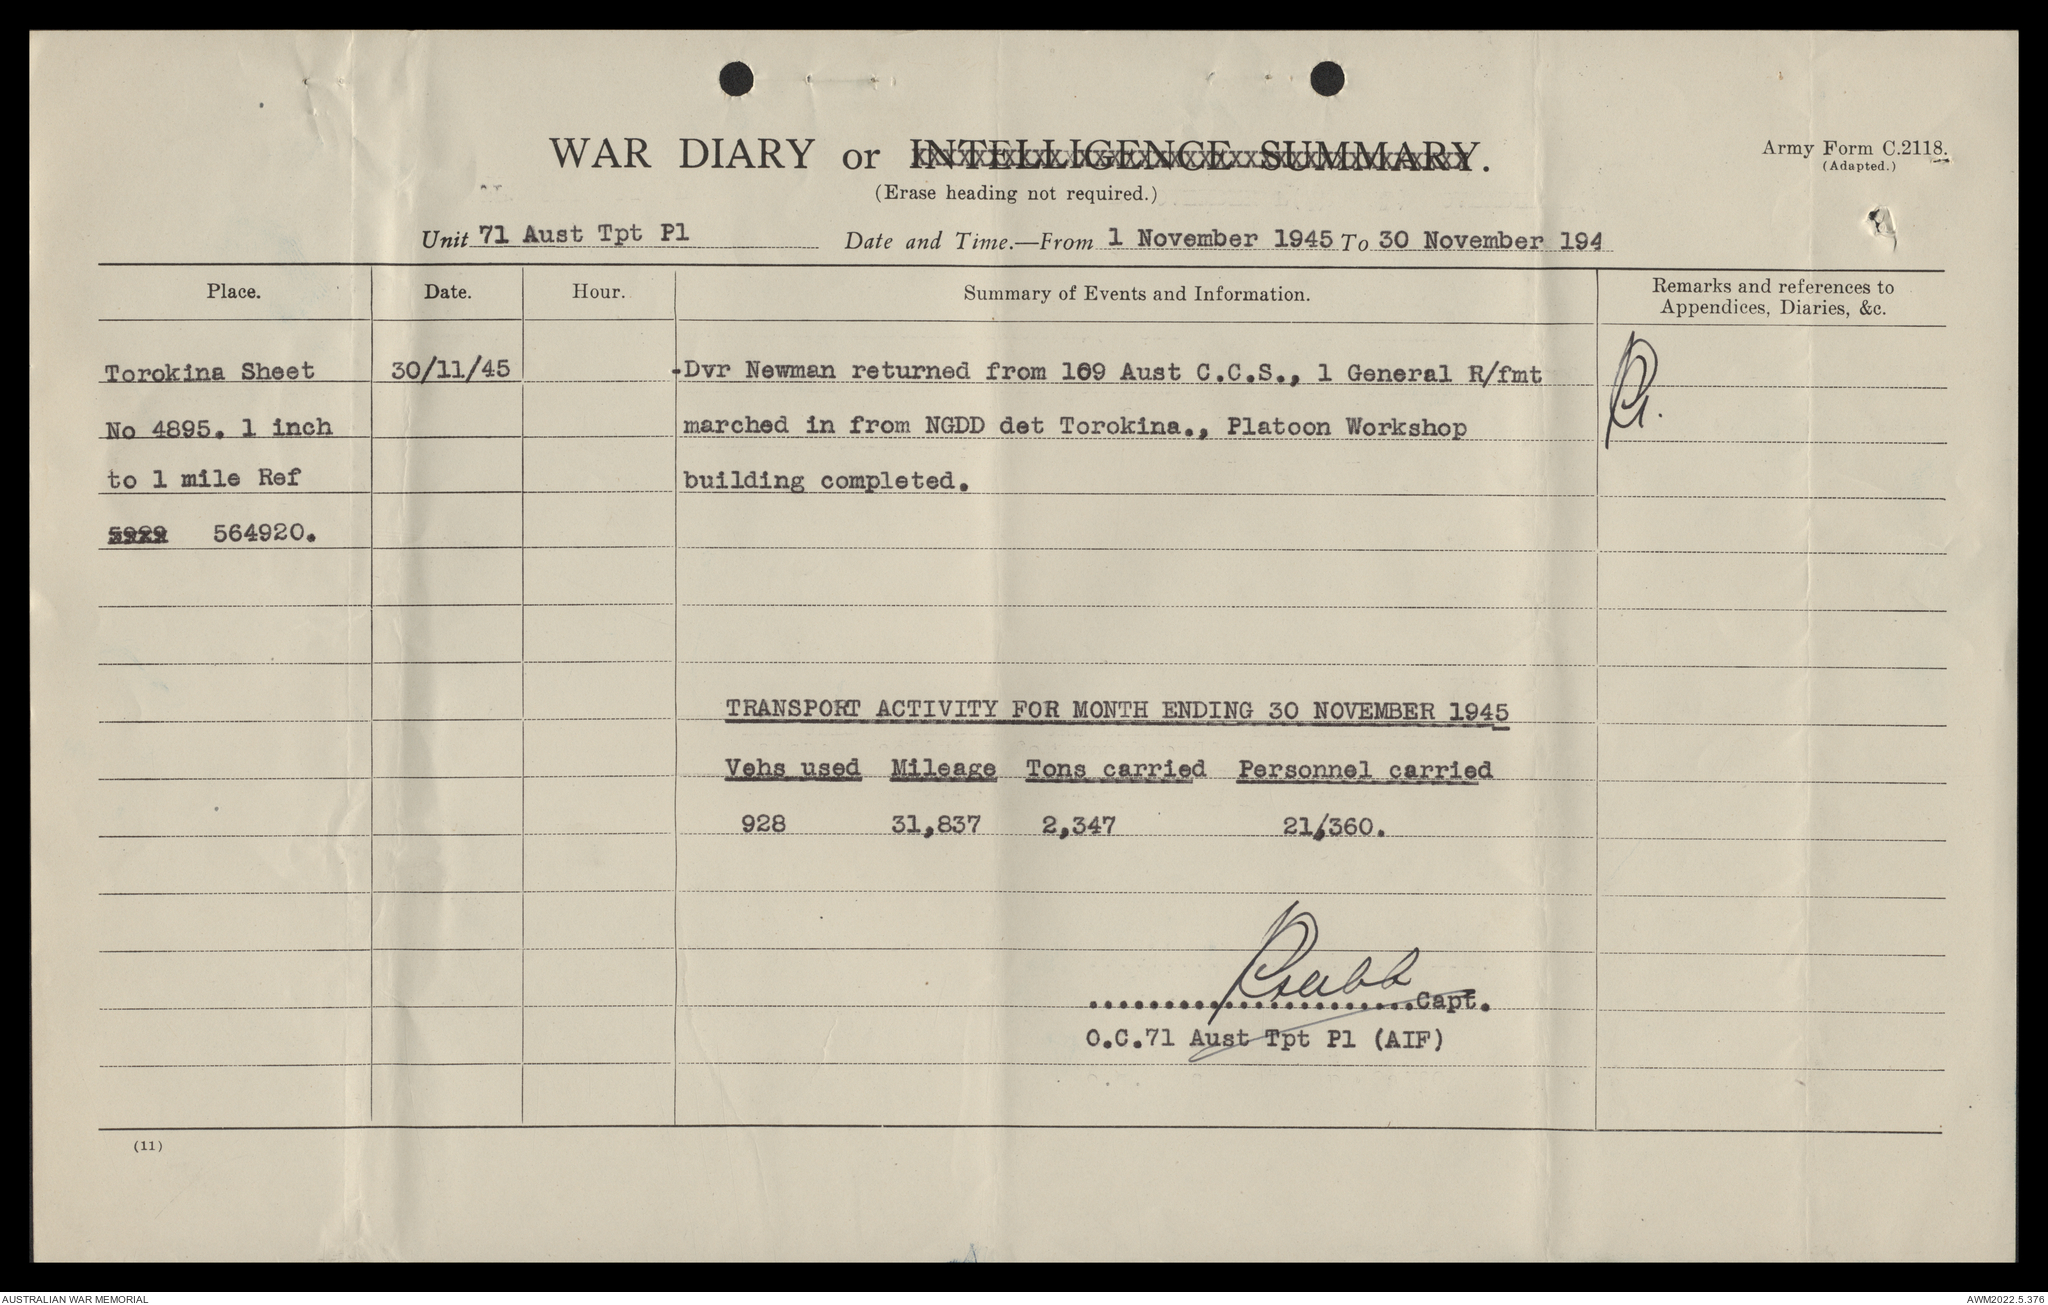 WAR DIARY or INTELLIGENCE SUMMARY.
Army Form C.2118.
(Adapted.)
(Erase heading not required.)
Unit 71 Aust Tpt Pl Date and Time.—From 1 November 1945 To 30 November 194
Place. Date. Hour. Summary of Events and Information. Remarks and references to
Appendices, Diaries, &c.
Torokina Sheet 30/11/45 -Dvr Newman returned from 109 Aust C.C.S., 1 General R/fmt
No 4895. 1 inch marched in from NGDD det Torokina., Platoon Workshop
to 1 mile Ref building completed.
564920.
TRANSPORT ACTIVITY FOR MONTH ENDING 30 NOVEMBER 1945
Vehs used Mileage Tons carried Personnel carried
928 31,837 2,347 21,360.
.......................Capt.
O.C.71 Aust Tpt Pl (AIF)
(11)
AUSTRALIAN WAR MEMORIAL
AWM2022.5.376